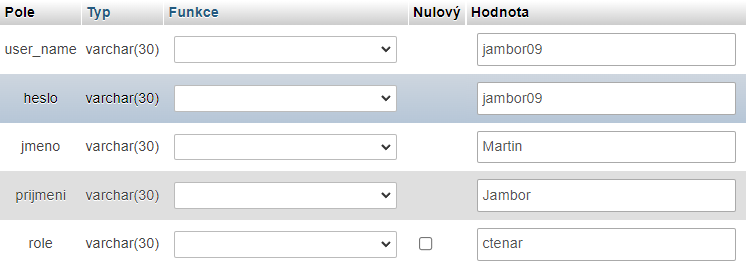 Pole Typ Funkce Nulový Hodnota
user_name varchar(30) jambor09
heslo varchar(30) jambor09
jmeno varchar(30) Martin
prijmeni varchar(30) Jambor
role varchar(30) ctenar